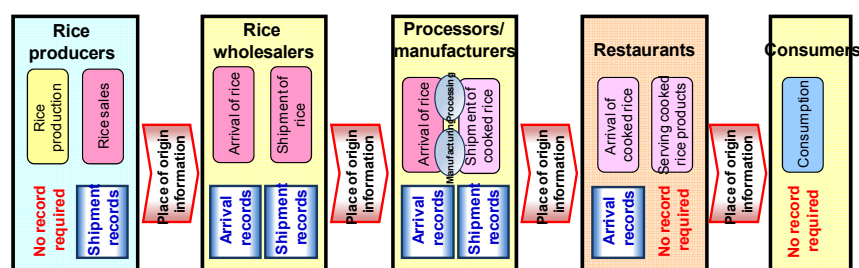 Rice
producers
Rice
production
Rice sales
No record
required
Shipment
records
Place of origin
information
Rice
wholesalers
Arrival of rice
Shipment of
rice
Arrival
records
Shipment
records
Place of origin
information
Processors/
manufacturers
Arrival of rice
Processing
Manufacturing
Shipment of
cooked rice
Arrival
records
Shipment
records
Place of origin
information
Restaurants
Arrival of
cooked rice
Serving cooked
rice products
Arrival
records
No record
required
Place of origin
information
Consumers
Consumption
No record
required